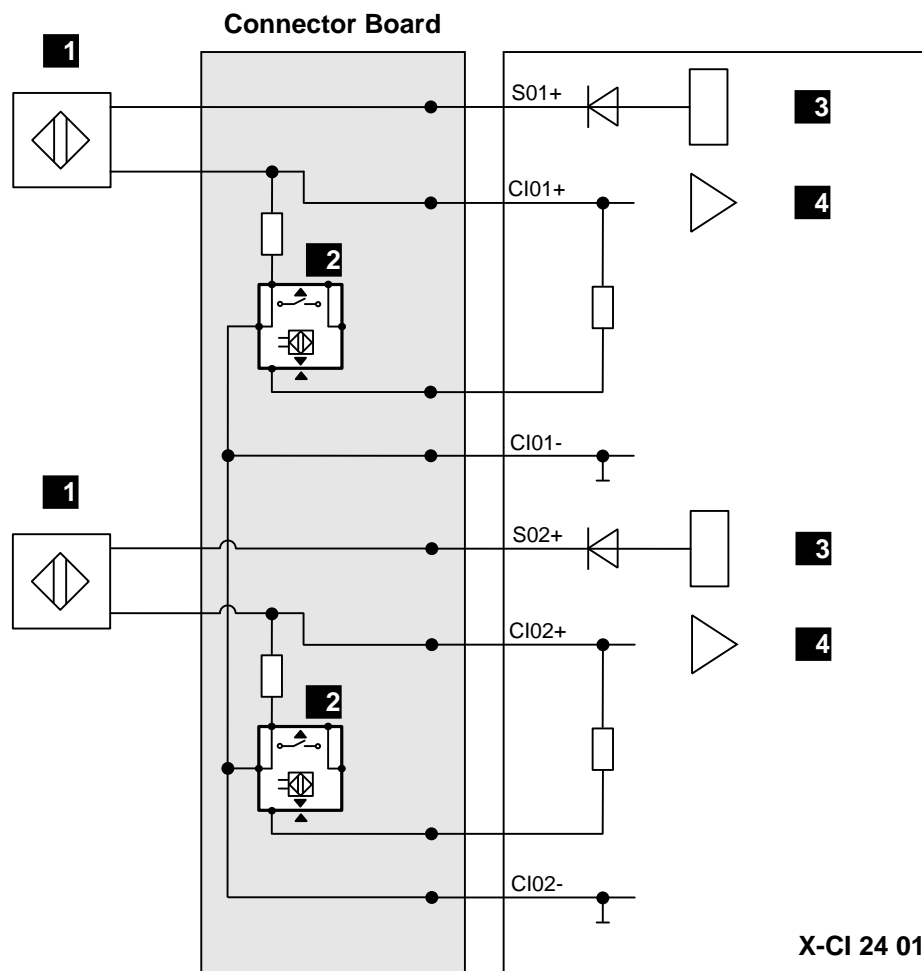 Connector Board
1
S01+
3
CI01+
4
2
CI01-
1
S02+
3
CI02+
4
2
CI02-
X-CI 24 01